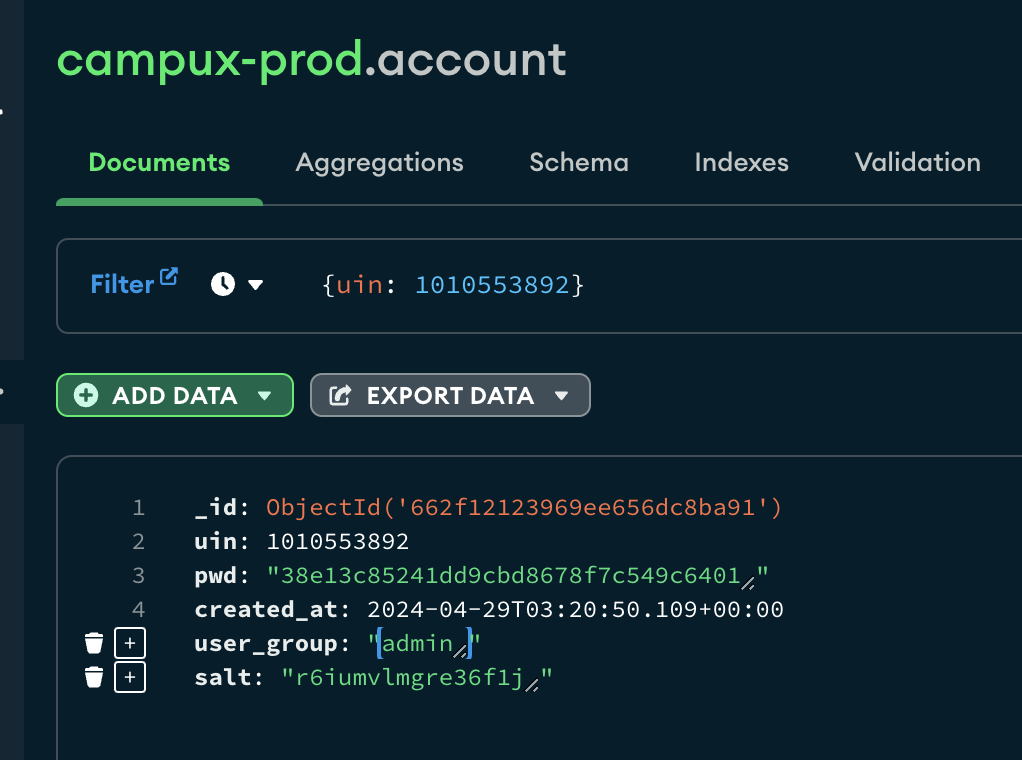 campux-prod.account
Documents Aggregations Schema Indexes Validation
Filter {uin: 1010553892}
ADD DATA EXPORT DATA
1 _id: ObjectId('662f12123969ee656dc8ba91')
2 uin: 1010553892
3 pwd: "38e13c85241dd9cbd8678f7c549c6401"
4 created_at: 2024-04-29T03:20:50.109+00:00
+ user_group: "admin"
+ salt: "r6iumvlmgre36f1j"